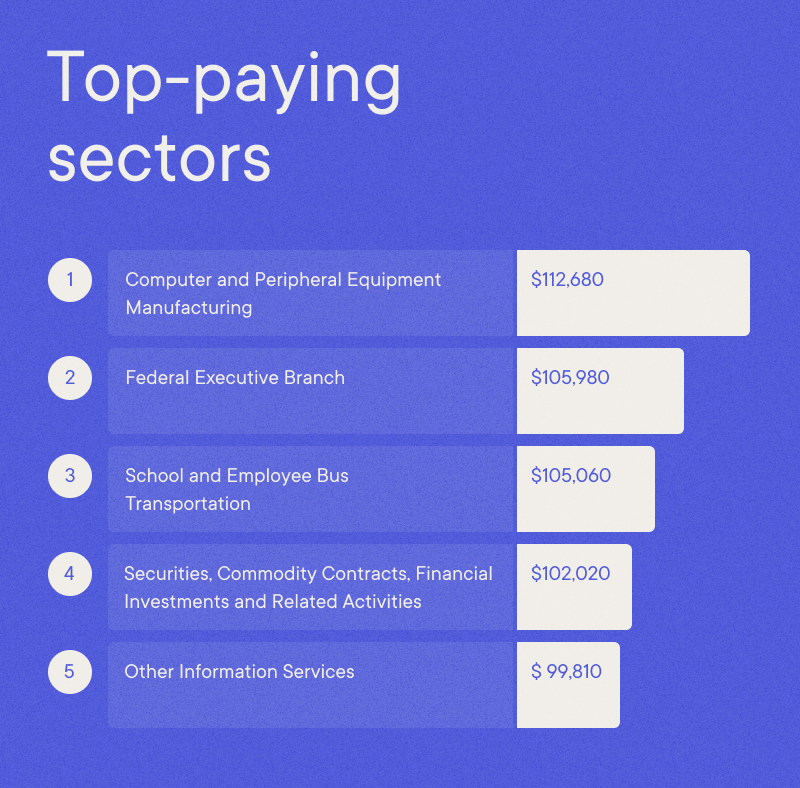 Top-paying
sectors
1
Computer and Peripheral Equipment
Manufacturing
$112,680
2
Federal Executive Branch
$105,980
3
School and Employee Bus
Transportation
$105,060
4
Securities, Commodity Contracts, Financial
Investments and Related Activities
$102,020
5
Other Information Services
$ 99,810